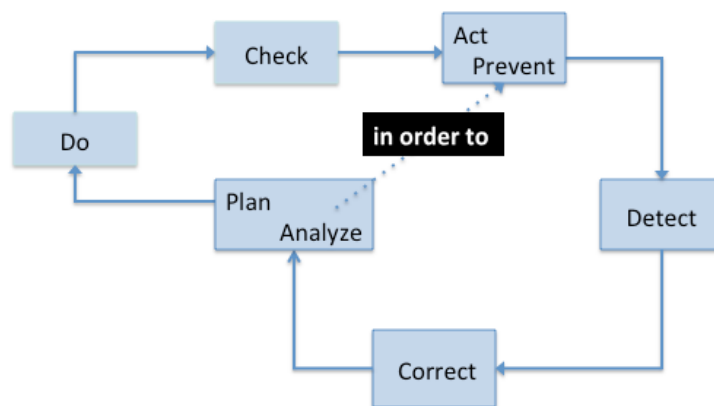 Act
Check
Prevent
in order to
Do
Plan
Detect
Analyze
Correct